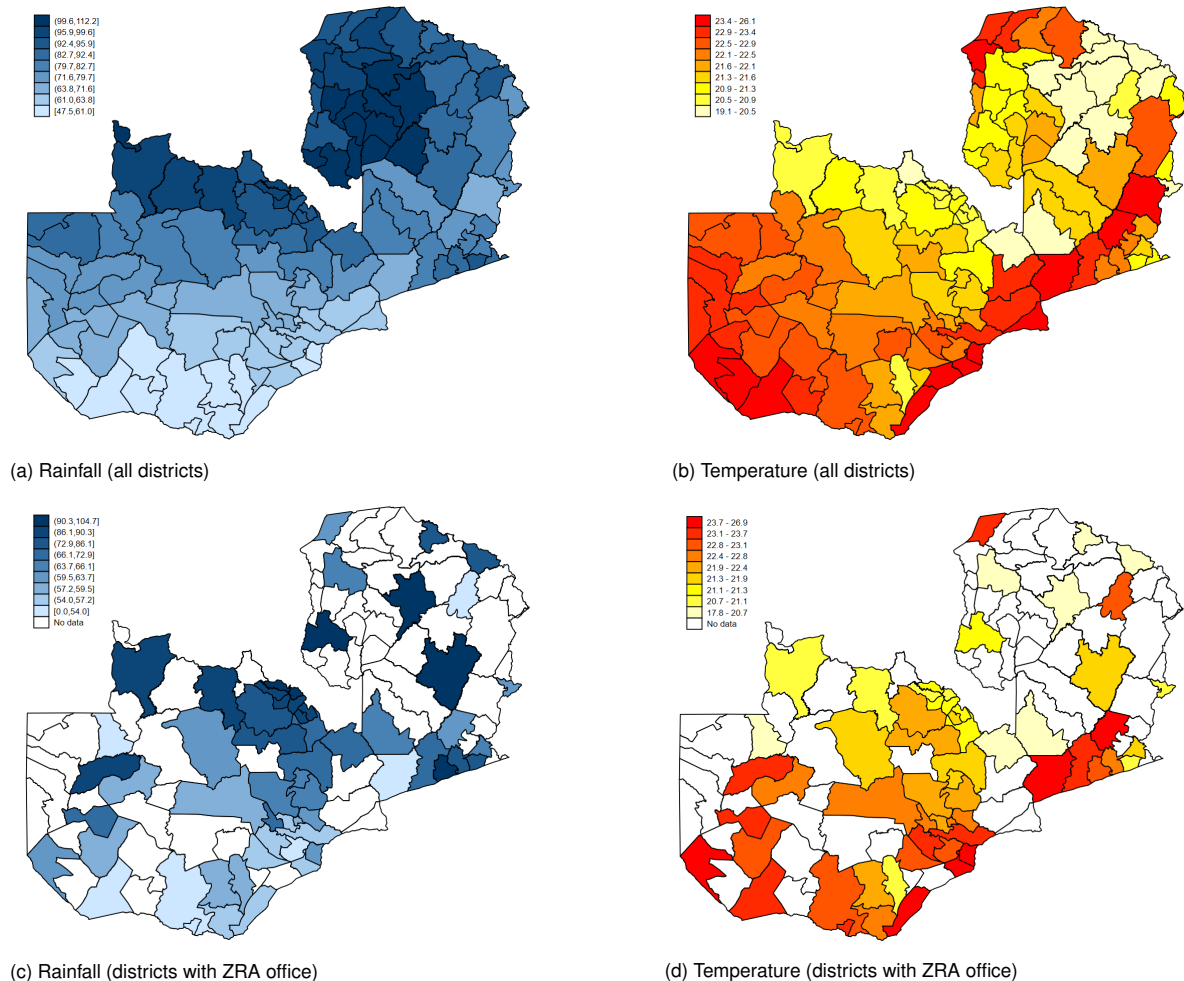 (99.6,112.2]
(95.9,99.6]
(92.4,95.9]
(82.7,92.4]
(79.7,82.7]
(71.6,79.7]
(63.8,71.6]
(61.0,63.8]
[47.5,61.0]
23.4 - 26.1
22.9 - 23.4
22.5 - 22.9
22.1 - 22.5
21.6 - 22.1
21.3 - 21.6
20.9 - 21.3
20.5 - 20.9
19.1 - 20.5
(a) Rainfall (all districts)
(b) Temperature (all districts)
(90.3,104.7]
(86.1,90.3]
(72.9,86.1]
(66.1,72.9]
(63.7,66.1]
(59.5,63.7]
(57.2,59.5]
(54.0,57.2]
[0.0,54.0]
No data
23.7 - 26.9
23.1 - 23.7
22.8 - 23.1
22.4 - 22.8
21.9 - 22.4
21.3 - 21.9
21.1 - 21.3
20.7 - 21.1
17.8 - 20.7
No data
(c) Rainfall (districts with ZRA office)
(d) Temperature (districts with ZRA office)